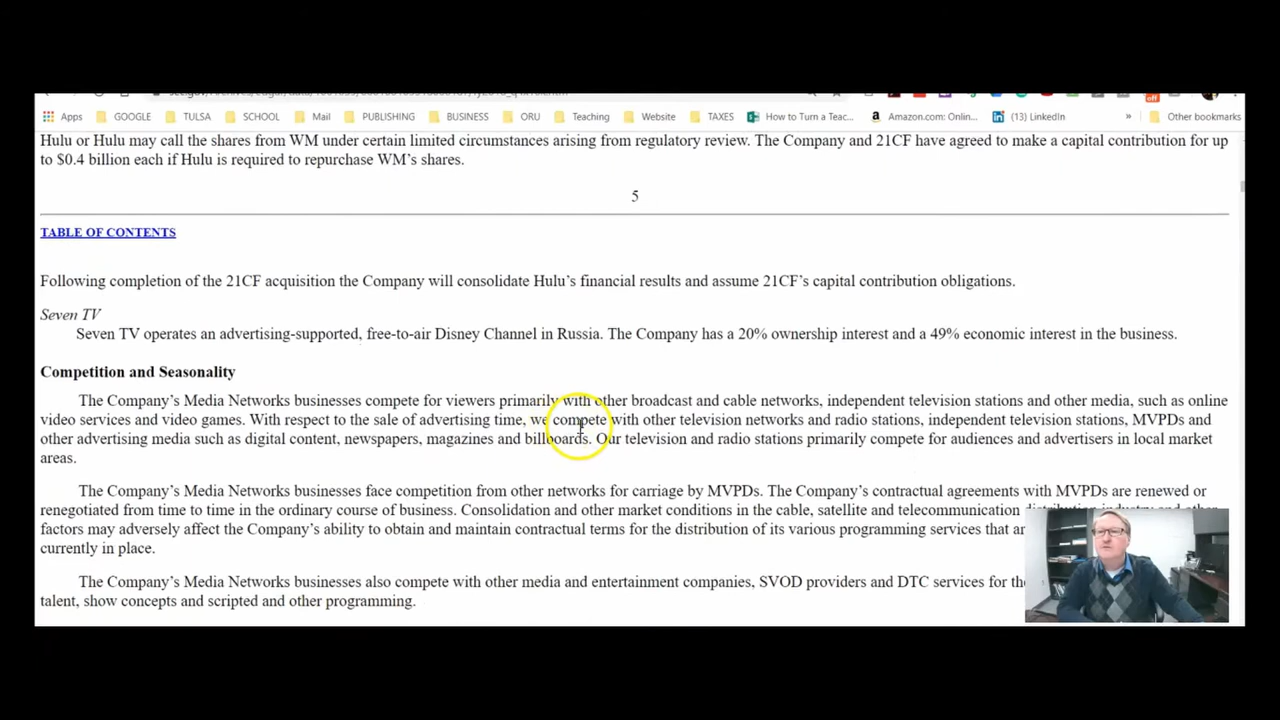 Apps GOOGLE TULSA SCHOOL Mail PUBLISHING BUSINESS ORU Teaching Website TAXES How to Turn a Teac... Amazon.com: Onlin... (13) LinkedIn » Other bookmarks
off
Hulu or Hulu may call the shares from WM under certain limited circumstances arising from regulatory review. The Company and 21CF have agreed to make a capital contribution for up
to $0.4 billion each if Hulu is required to repurchase WM's shares.
5
TABLE OF CONTENTS
Following completion of the 21CF acquisition the Company will consolidate Hulu's financial results and assume 21CF's capital contribution obligations.
Seven TV
Seven TV operates an advertising-supported, free-to-air Disney Channel in Russia. The Company has a 20% ownership interest and a 49% economic interest in the business.
Competition and Seasonality
The Company's Media Networks businesses compete for viewers primarily with other broadcast and cable networks, independent television stations and other media, such as online
video services and video games. With respect to the sale of advertising time, we compete with other television networks and radio stations, independent television stations, MVPDs and
other advertising media such as digital content, newspapers, magazines and billboards. Our television and radio stations primarily compete for audiences and advertisers in local market
areas.
The Company's Media Networks businesses face competition from other networks for carriage by MVPDs. The Company's contractual agreements with MVPDs are renewed or
renegotiated from time to time in the ordinary course of business. Consolidation and other market conditions in the cable, satellite and telecommunication distribution industry and other
factors may adversely affect the Company's ability to obtain and maintain contractual terms for the distribution of its various programming services that
currently in place.
The Company's Media Networks businesses also compete with other media and entertainment companies, SVOD providers and DTC services for
talent, show concepts and scripted and other programming.